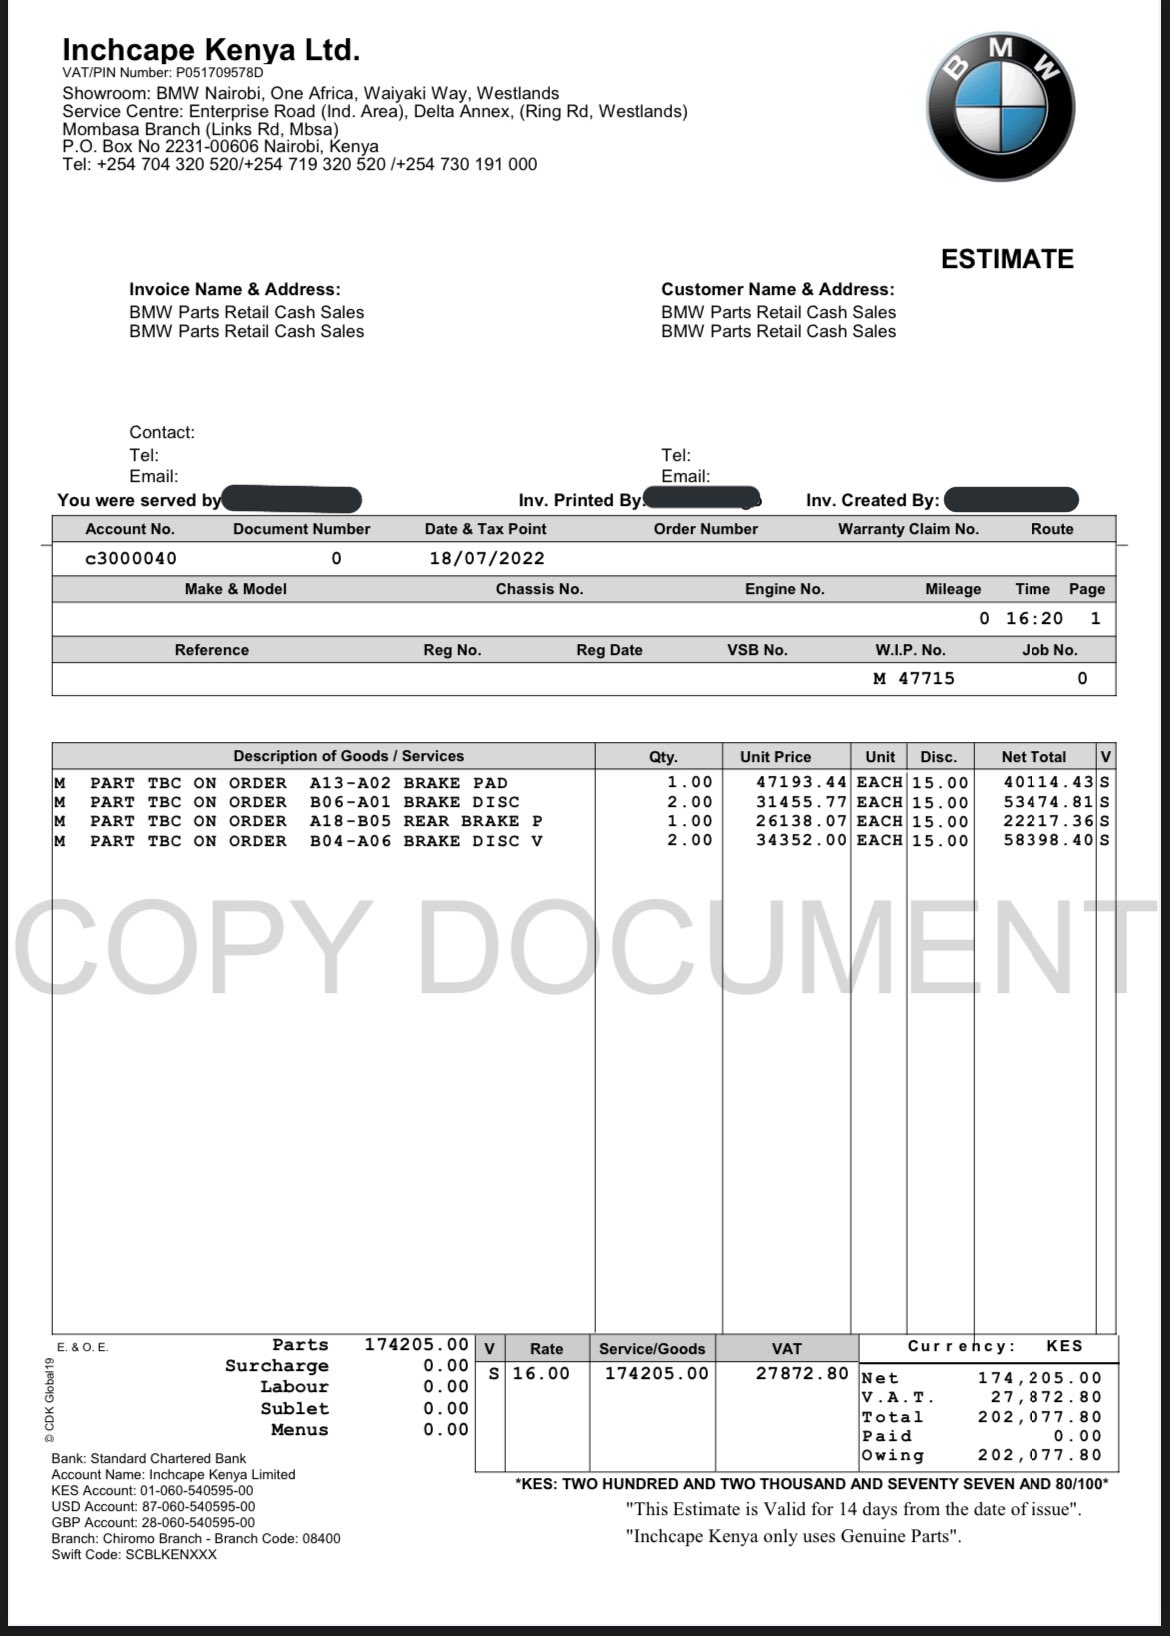 Inchcape Kenya Ltd.
VAT/PIN Number: P051709578D
Showroom: BMW Nairobi, One Africa, Waiyaki Way, Westlands
Service Centre: Enterprise Road (Ind. Area), Delta Annex, (Ring Rd, Westlands)
Mombasa Branch (Links Rd, Mbsa)
P.O. Box No 2231-00606 Nairobi, Kenya
Tel: +254 704 320 520/+254 719 320 520 /+254 730 191 000
BMW
ESTIMATE
Invoice Name & Address: Customer Name & Address:
BMW Parts Retail Cash Sales BMW Parts Retail Cash Sales
BMW Parts Retail Cash Sales BMW Parts Retail Cash Sales
Contact:
Tel: Tel:
Email: Email:
You were served by Inv. Printed By: Inv. Created By:
Account No. Document Number Date & Tax Point Order Number Warranty Claim No. Route
c3000040 0 18/07/2022
Make & Model Chassis No. Engine No. Mileage Time Page
0 16:20 1
Reference Reg No. Reg Date VSB No. W.I.P. No. Job No.
M 47715 0
Description of Goods / Services Qty. Unit Price Unit Disc. Net Total V
M PART TBC ON ORDER A13-A02 BRAKE PAD 1.00 47193.44 EACH 15.00 40114.43 S
M PART TBC ON ORDER B06-A01 BRAKE DISC 2.00 31455.77 EACH 15.00 53474.81 S
M PART TBC ON ORDER A18-B05 REAR BRAKE P 1.00 26138.07 EACH 15.00 22217.36 S
M PART TBC ON ORDER B04-A06 BRAKE DISC V 2.00 34352.00 EACH 15.00 58398.40 S
COPY DOCUMENT
E. & O. E. Parts 174205.00 V Rate Service/Goods VAT Currency: KES
Surcharge 0.00 S 16.00 174205.00 27872.80 Net 174,205.00
Labour 0.00 V.A.T. 27,872.80
Sublet 0.00 Total 202,077.80
Menus 0.00 Paid 0.00
Owing 202,077.80
© CDK Global19
Bank: Standard Chartered Bank
Account Name: Inchcape Kenya Limited
KES Account: 01-060-540595-00
USD Account: 87-060-540595-00
GBP Account: 28-060-540595-00
Branch: Chiromo Branch - Branch Code: 08400
Swift Code: SCBLKENXXX
*KES: TWO HUNDRED AND TWO THOUSAND AND SEVENTY SEVEN AND 80/100*
"This Estimate is Valid for 14 days from the date of issue".
"Inchcape Kenya only uses Genuine Parts".